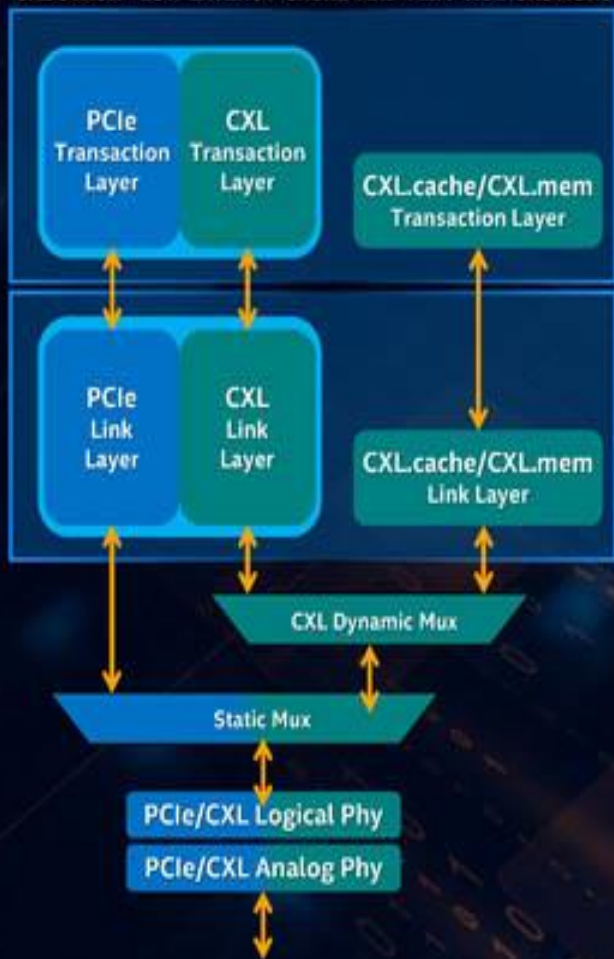 PCIe
Transaction
Layer
CXL
Transaction
Layer
CXL.cache/CXL.mem
Transaction Layer
PCIe
Link
Layer
CXL
Link
Layer
CXL.cache/CXL.mem
Link Layer
CXL Dynamic Mux
Static Mux
PCIe/CXL Logical Phy
PCIe/CXL Analog Phy